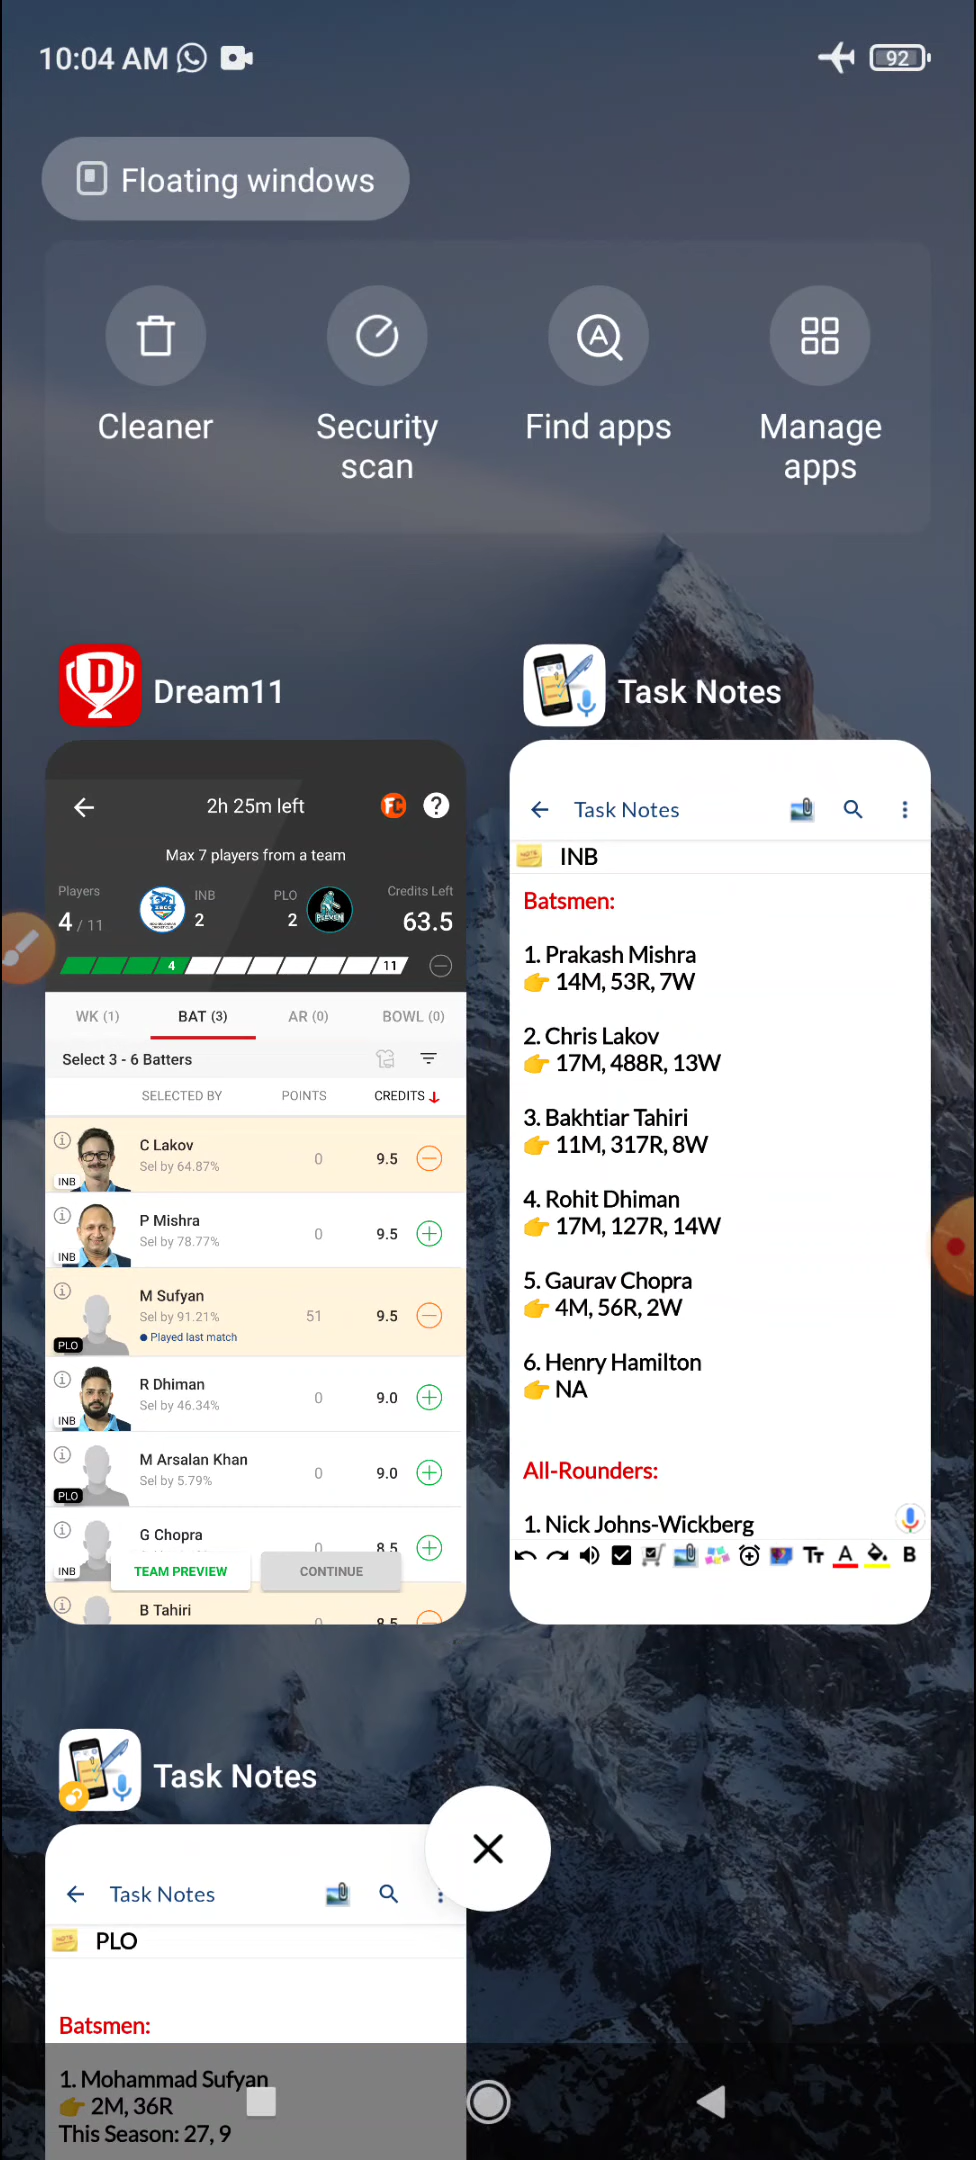 10:04 AM
92
Floating windows
Cleaner
Security scan
Find apps
Manage apps
Dream11
2h 25m left
FC
?
Max 7 players from a team
Players
4 / 11
INB
2
PLO
2
Credits Left
63.5
4
11
WK (1)
BAT (3)
AR (0)
BOWL (0)
Select 3 - 6 Batters
SELECTED BY
POINTS
CREDITS
C Lakov
Sel by 64.87%
0
9.5
INB
P Mishra
Sel by 78.77%
0
9.5
INB
M Sufyan
Sel by 91.21%
Played last match
51
9.5
PLO
R Dhiman
Sel by 46.34%
0
9.0
INB
M Arsalan Khan
Sel by 5.79%
0
9.0
PLO
G Chopra
0
8.5
INB
TEAM PREVIEW
CONTINUE
B Tahiri
0
8.5
Task Notes
Task Notes
INB
Batsmen:
1. Prakash Mishra
👉 14M, 53R, 7W
2. Chris Lakov
👉 17M, 488R, 13W
3. Bakhtiar Tahiri
👉 11M, 317R, 8W
4. Rohit Dhiman
👉 17M, 127R, 14W
5. Gaurav Chopra
👉 4M, 56R, 2W
6. Henry Hamilton
👉 NA
All-Rounders:
1. Nick Johns-Wickberg
Tт A B
Task Notes
Task Notes
PLO
Batsmen:
1. Mohammad Sufyan
👉 2M, 36R
This Season: 27, 9